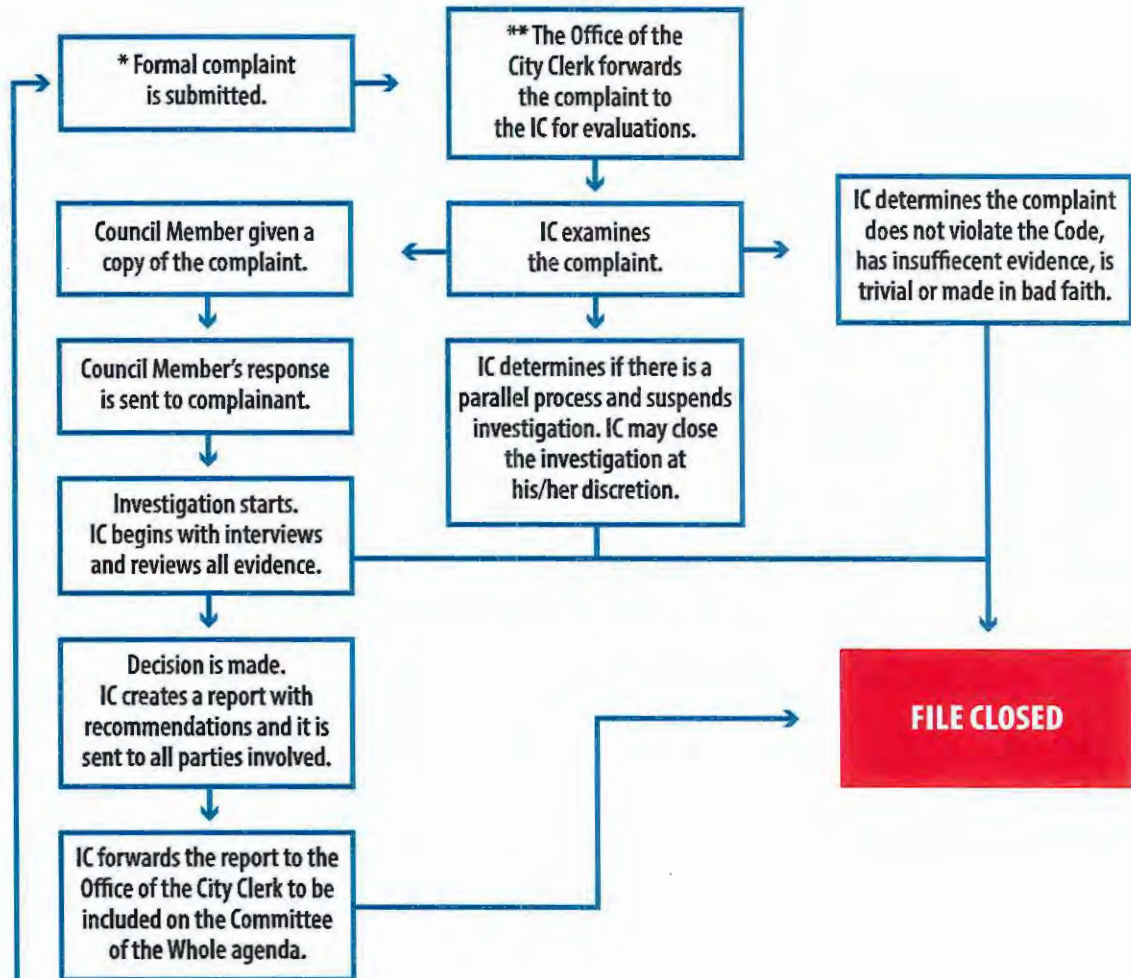 * Formal complaint
is submitted.
** The Office of the
City Clerk forwards
the complaint to
the IC for evaluations.
Council Member given a
copy of the complaint.
IC examines
the complaint.
IC determines the complaint
does not violate the Code,
has insuffiecent evidence, is
trivial or made in bad faith.
Council Member's response
is sent to complainant.
IC determines if there is a
parallel process and suspends
investigation. IC may close
the investigation at
his/her discretion.
Investigation starts.
IC begins with interviews
and reviews all evidence.
Decision is made.
IC creates a report with
recommendations and it is
sent to all parties involved.
FILE CLOSED
IC forwards the report to the
Office of the City Clerk to be
included on the Committee
of the Whole agenda.